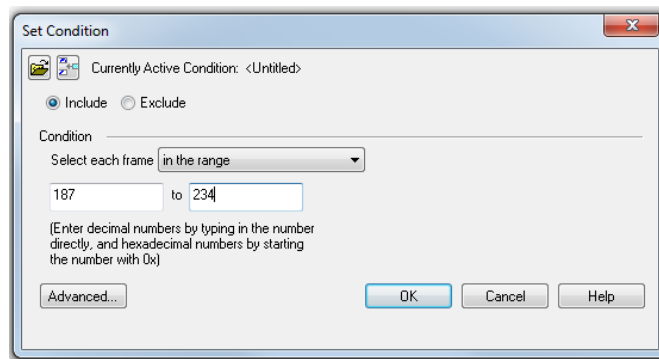 Set Condition
Currently Active Condition: <Untitled>
Include Exclude
Condition
Select each frame in the range
187 to 234
(Enter decimal numbers by typing in the number
directly, and hexadecimal numbers by starting
the number with 0x)
Advanced... OK Cancel Help